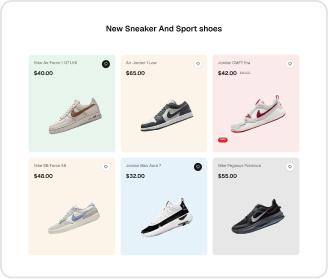 New Sneaker And Sport shoes
Nike Air Force 1 '07 LV8
$40.00
Air Jordan 1 Low
$65.00
Jordan CMFT Era
$42.00
Nike SB Force 58
$48.00
Jordan Max Aura 7
$32.00
Nike Pegasus Premium
$55.00